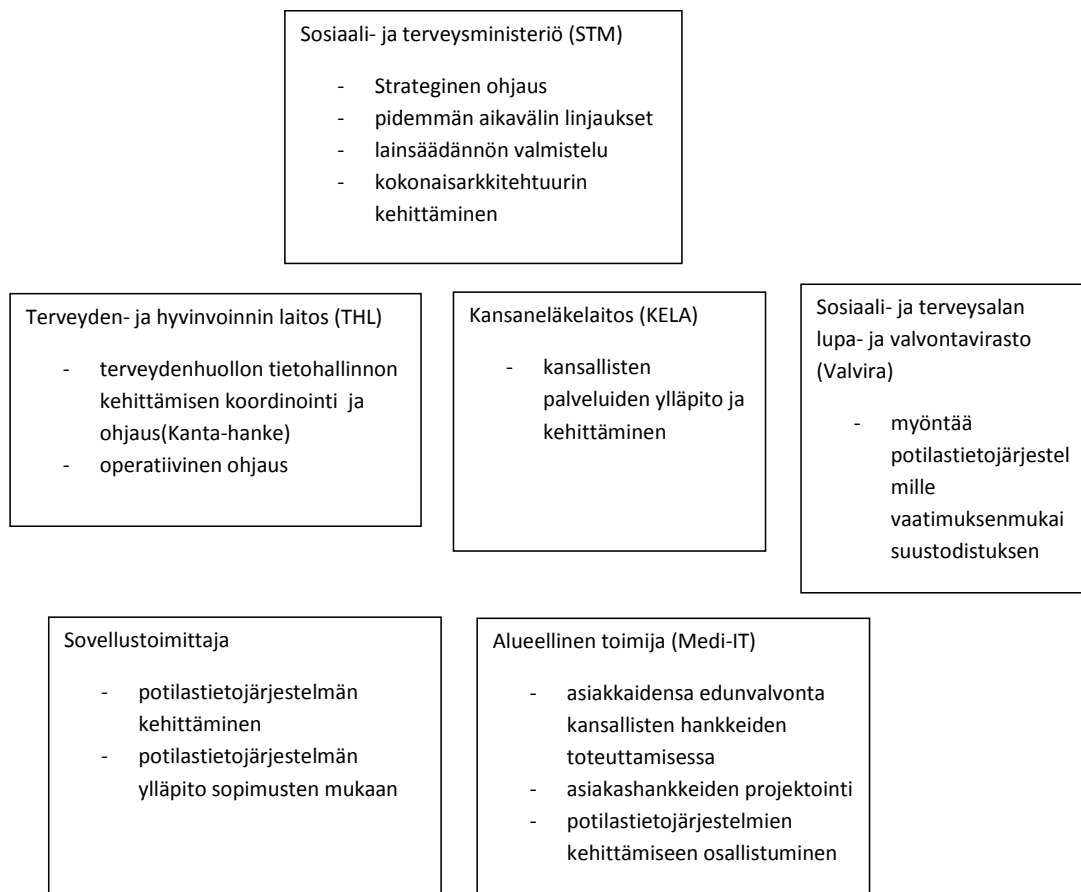 Sosiaali- ja terveysministeriö (STM)
- Strateginen ohjaus
- pidemmän aikavälin linjaukset
- lainsäädännön valmistelu
- kokonaisarkkitehtuurin
kehittäminen
Terveyden- ja hyvinvoinnin laitos (THL)
- terveydenhuollon tietohallinnon
kehittämisen koordinointi ja
ohjaus(Kanta-hanke)
- operatiivinen ohjaus
Kansaneläkelaitos (KELA)
- kansallisten
palveluiden ylläpito ja
kehittäminen
Sosiaali- ja terveysalan
lupa- ja valvontavirasto
(Valvira)
- myöntää
potilastietojärjestel
mille
vaatimuksenmukai
suustodistuksen
Sovellustoimittaja
- potilastietojärjestelmän
kehittäminen
- potilastietojärjestelmän
ylläpito sopimusten mukaan
Alueellinen toimija (Medi-IT)
- asiakkaidensa edunvalvonta
kansallisten hankkeiden
toteuttamisessa
- asiakashankkeiden projektointi
- potilastietojärjestelmien
kehittämiseen osallistuminen